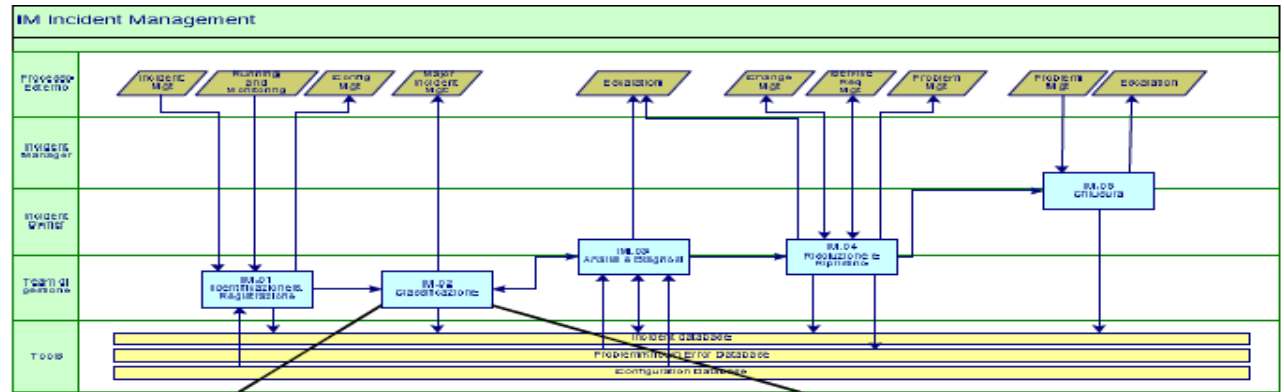 IM Incident Management
Processo
Esterno
Incident
Mgt
Running
and
Monitoring
Config
Mgt
Major
Incident
Mgt
Escalation
Change
Mgt
Service
Req
Mgt
Problem
Mgt
Problem
Mgt
Escalation
Incident
Manager
IM.05
Chiusura
Incident
Owner
IM.03
Analisi e Diagnosi
IM.04
Risoluzione e
Ripristino
Team di
gestione
IM.01
Identificazione &
Registrazione
IM.02
Classificazione
Tools
Incident database
Error Database
Configuration Database